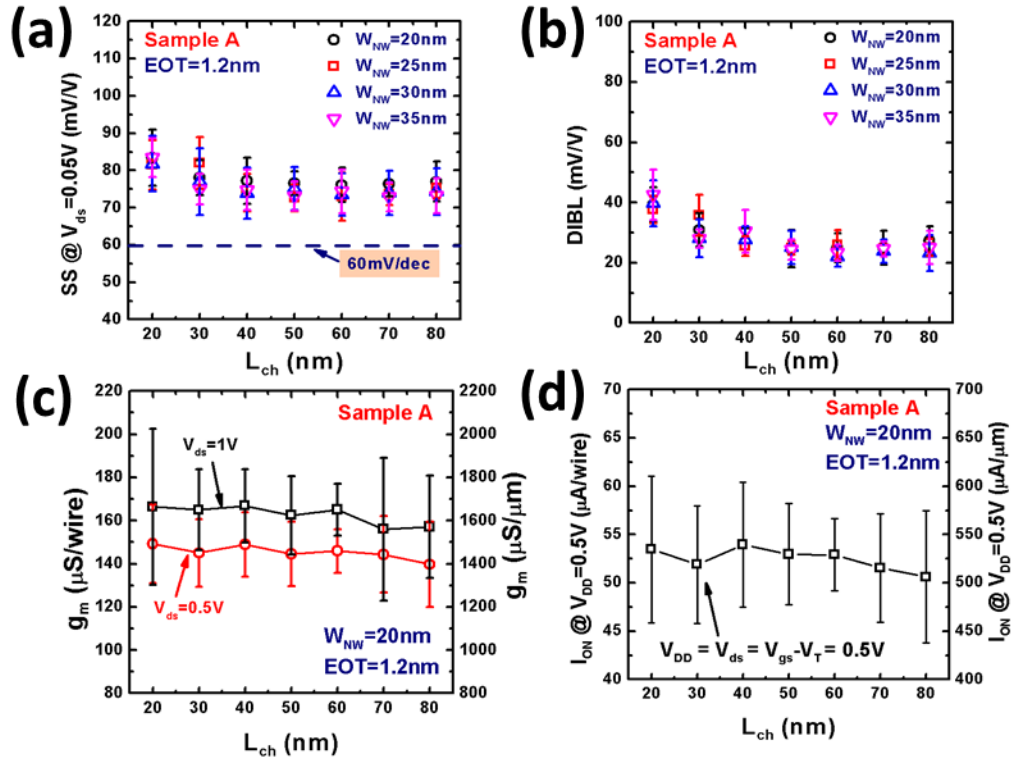 (a)
Sample A
EOT=1.2nm
W_NW=20nm
W_NW=25nm
W_NW=30nm
W_NW=35nm
60mV/dec
120
110
100
90
80
70
60
50
40
SS @ V_ds=0.05V (mV/V)
20 30 40 50 60 70 80
L_ch (nm)
(b)
Sample A
EOT=1.2nm
W_NW=20nm
W_NW=25nm
W_NW=30nm
W_NW=35nm
100
80
60
40
20
0
DIBL (mV/V)
20 30 40 50 60 70 80
L_ch (nm)
(c)
Sample A
V_ds=1V
V_ds=0.5V
W_NW=20nm
EOT=1.2nm
220
200
180
160
140
120
100
80
g_m (μS/wire)
2200
2000
1800
1600
1400
1200
1000
800
g_m (μS/μm)
20 30 40 50 60 70 80
L_ch (nm)
(d)
Sample A
W_NW=20nm
EOT=1.2nm
V_DD = V_ds = V_gs-V_T = 0.5V
70
65
60
55
50
45
40
I_ON @ V_DD=0.5V (μA/wire)
700
650
600
550
500
450
400
I_ON @ V_DD=0.5V (μA/μm)
20 30 40 50 60 70 80
L_ch (nm)